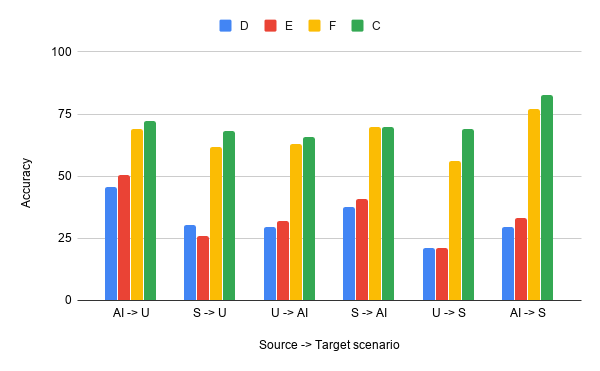 D E F C
100
75
50
25
0
Accuracy
AI -> U S -> U U -> AI S -> AI U -> S AI -> S
Source -> Target scenario